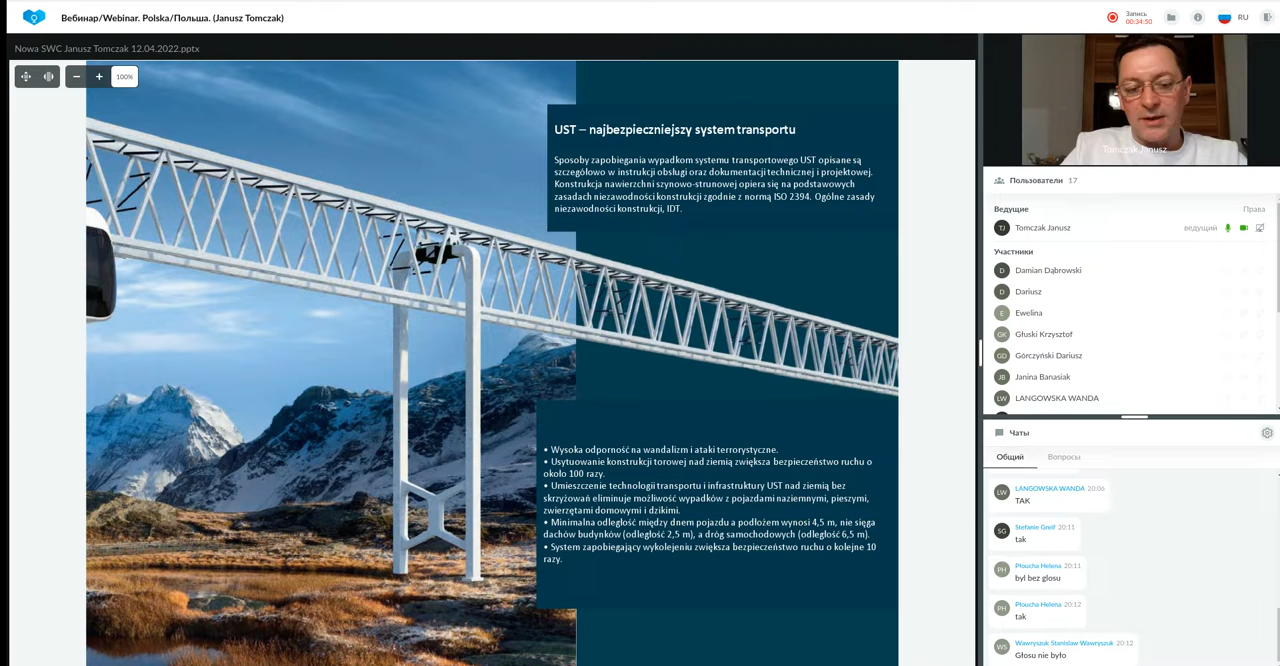 Вебинар/Webinar. Polska/Польша. (Janusz Tomczak)
Запись
00:34:50
RU
Nowa SWC Janusz Tomczak 12.04.2022.pptx
100%
UST – najbezpieczniejszy system transportu
Sposoby zapobiegania wypadkom systemu transportowego UST opisane są
szczegółowo w instrukcji obsługi oraz dokumentacji technicznej i projektowej.
Konstrukcja nawierzchni szynowo-strunowej opiera się na podstawowych
zasadach niezawodności konstrukcji zgodnie z normą ISO 2394. Ogólne zasady
niezawodności konstrukcji, IDT.
• Wysoka odporność na wandalizm i ataki terrorystyczne.
• Usytuowanie konstrukcji torowej nad ziemią zwiększa bezpieczeństwo ruchu o
około 100 razy.
• Umieszczenie technologii transportu i infrastruktury UST nad ziemią bez
skrzyżowań eliminuje możliwość wypadków z pojazdami naziemnymi, pieszymi,
zwierzętami domowymi i dzikimi.
• Minimalna odległość między dnem pojazdu a podłożem wynosi 4,5 m, nie sięga
dachów budynków (odległość 2,5 m), a dróg samochodowych (odległość 6,5 m).
• System zapobiegający wykolejeniu zwiększa bezpieczeństwo ruchu o kolejne 10
razy.
Tomczak Janusz
Пользователи 17
Ведущие Права
TJ Tomczak Janusz ведущий
Участники
D Damian Dąbrowski
D Dariusz
E Ewelina
GK Głuski Krzysztof
GD Górczyński Dariusz
JB Janina Banasiak
LW LANGOWSKA WANDA
Чаты
Общий Вопросы
LW LANGOWSKA WANDA 20:06
TAK
SG Stefanie Greif 20:11
tak
PH Płoucha Helena 20:11
byl bez glosu
PH Płoucha Helena 20:12
tak
WS Wawryszuk Stanislaw Wawryszuk 20:12
Głosu nie było